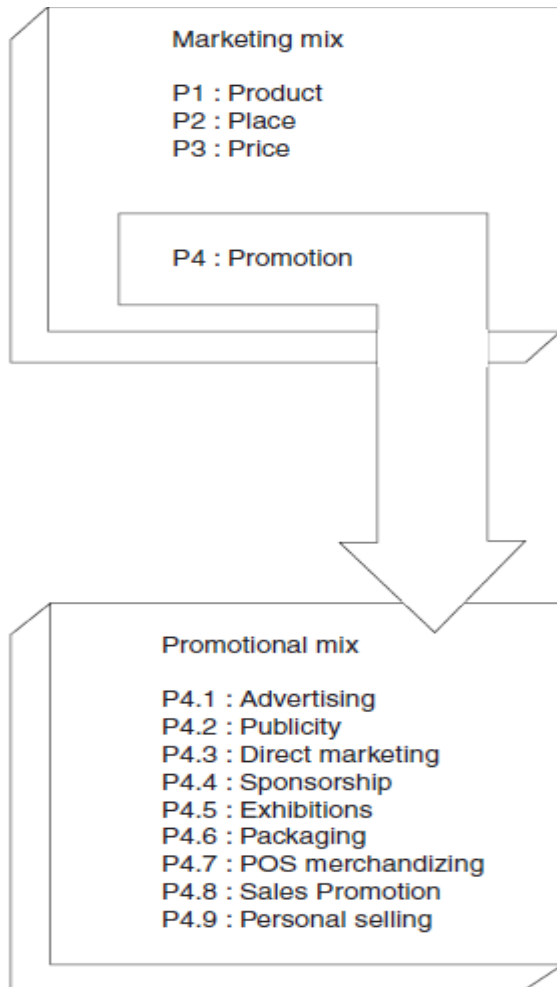 Marketing mix
P1 : Product
P2 : Place
P3 : Price
P4 : Promotion
Promotional mix
P4.1 : Advertising
P4.2 : Publicity
P4.3 : Direct marketing
P4.4 : Sponsorship
P4.5 : Exhibitions
P4.6 : Packaging
P4.7 : POS merchandizing
P4.8 : Sales Promotion
P4.9 : Personal selling